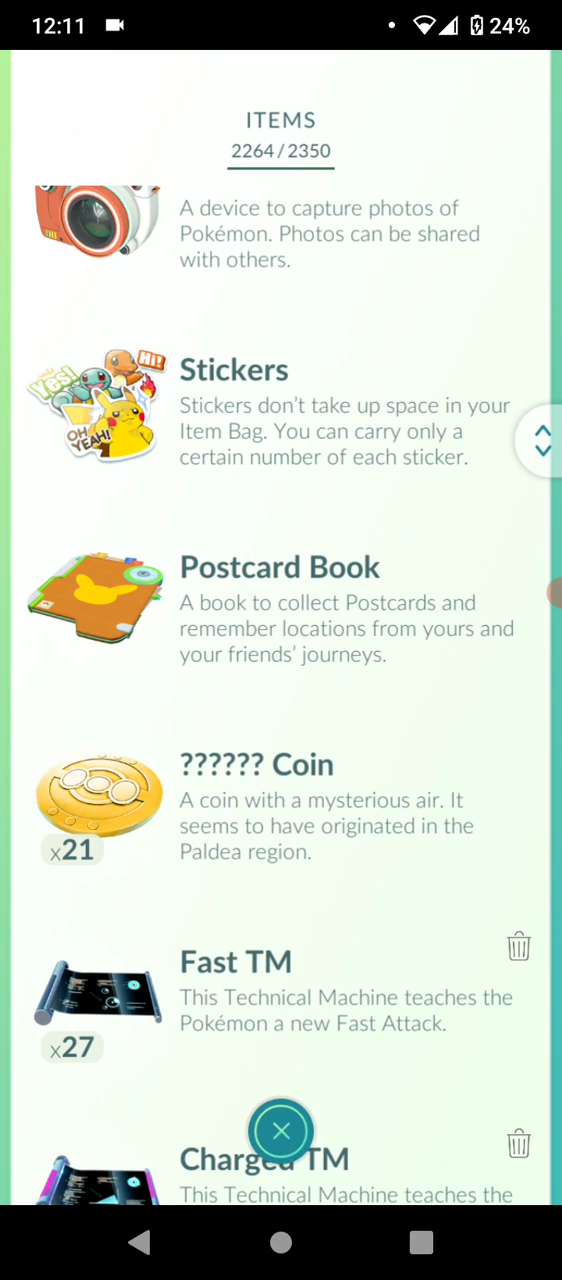 12:11
24%
ITEMS
2264/2350
A device to capture photos of
Pokémon. Photos can be shared
with others.
Yes!
Hi!
OH
YEAH!
Stickers
Stickers don’t take up space in your
Item Bag. You can carry only a
certain number of each sticker.
Postcard Book
A book to collect Postcards and
remember locations from yours and
your friends’ journeys.
?????? Coin
A coin with a mysterious air. It
seems to have originated in the
Paldea region.
x21
Fast TM
This Technical Machine teaches the
Pokémon a new Fast Attack.
x27
Charged TM
This Technical Machine teaches the